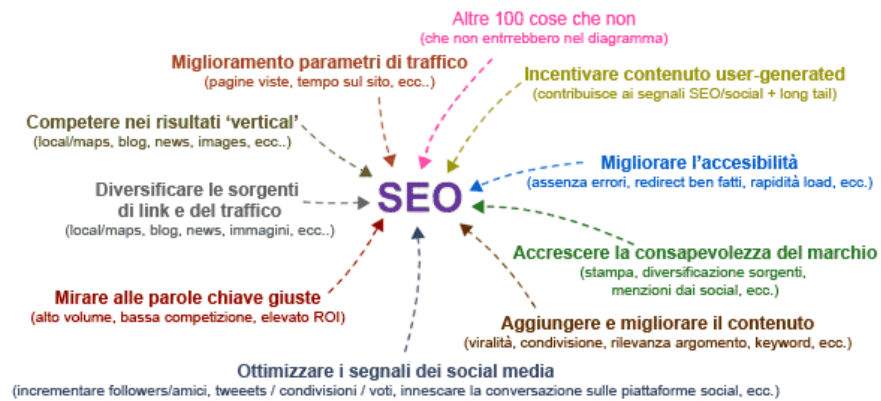 Altre 100 cose che non
(che non entrrebbero nel diagramma)
Miglioramento parametri di traffico
(pagine viste, tempo sul sito, ecc..)
Incentivare contenuto user-generated
(contribuisce ai segnali SEO/social + long tail)
Competere nei risultati ‘vertical’
(local/maps, blog, news, images, ecc..)
Migliorare l’accesibilità
(assenza errori, redirect ben fatti, rapidità load, ecc.)
Diversificare le sorgenti
di link e del traffico
(local/maps, blog, news, immagini, ecc..)
SEO
Accrescere la consapevolezza del marchio
(stampa, diversificazione sorgenti,
menzioni dai social, ecc.)
Mirare alle parole chiave giuste
(alto volume, bassa competizione, elevato ROI)
Aggiungere e migliorare il contenuto
(viralità, condivisione, rilevanza argomento, keyword, ecc.)
Ottimizzare i segnali dei social media
(incrementare followers/amici, tweeets / condivisioni / voti, innescare la conversazione sulle piattaforme social, ecc.)